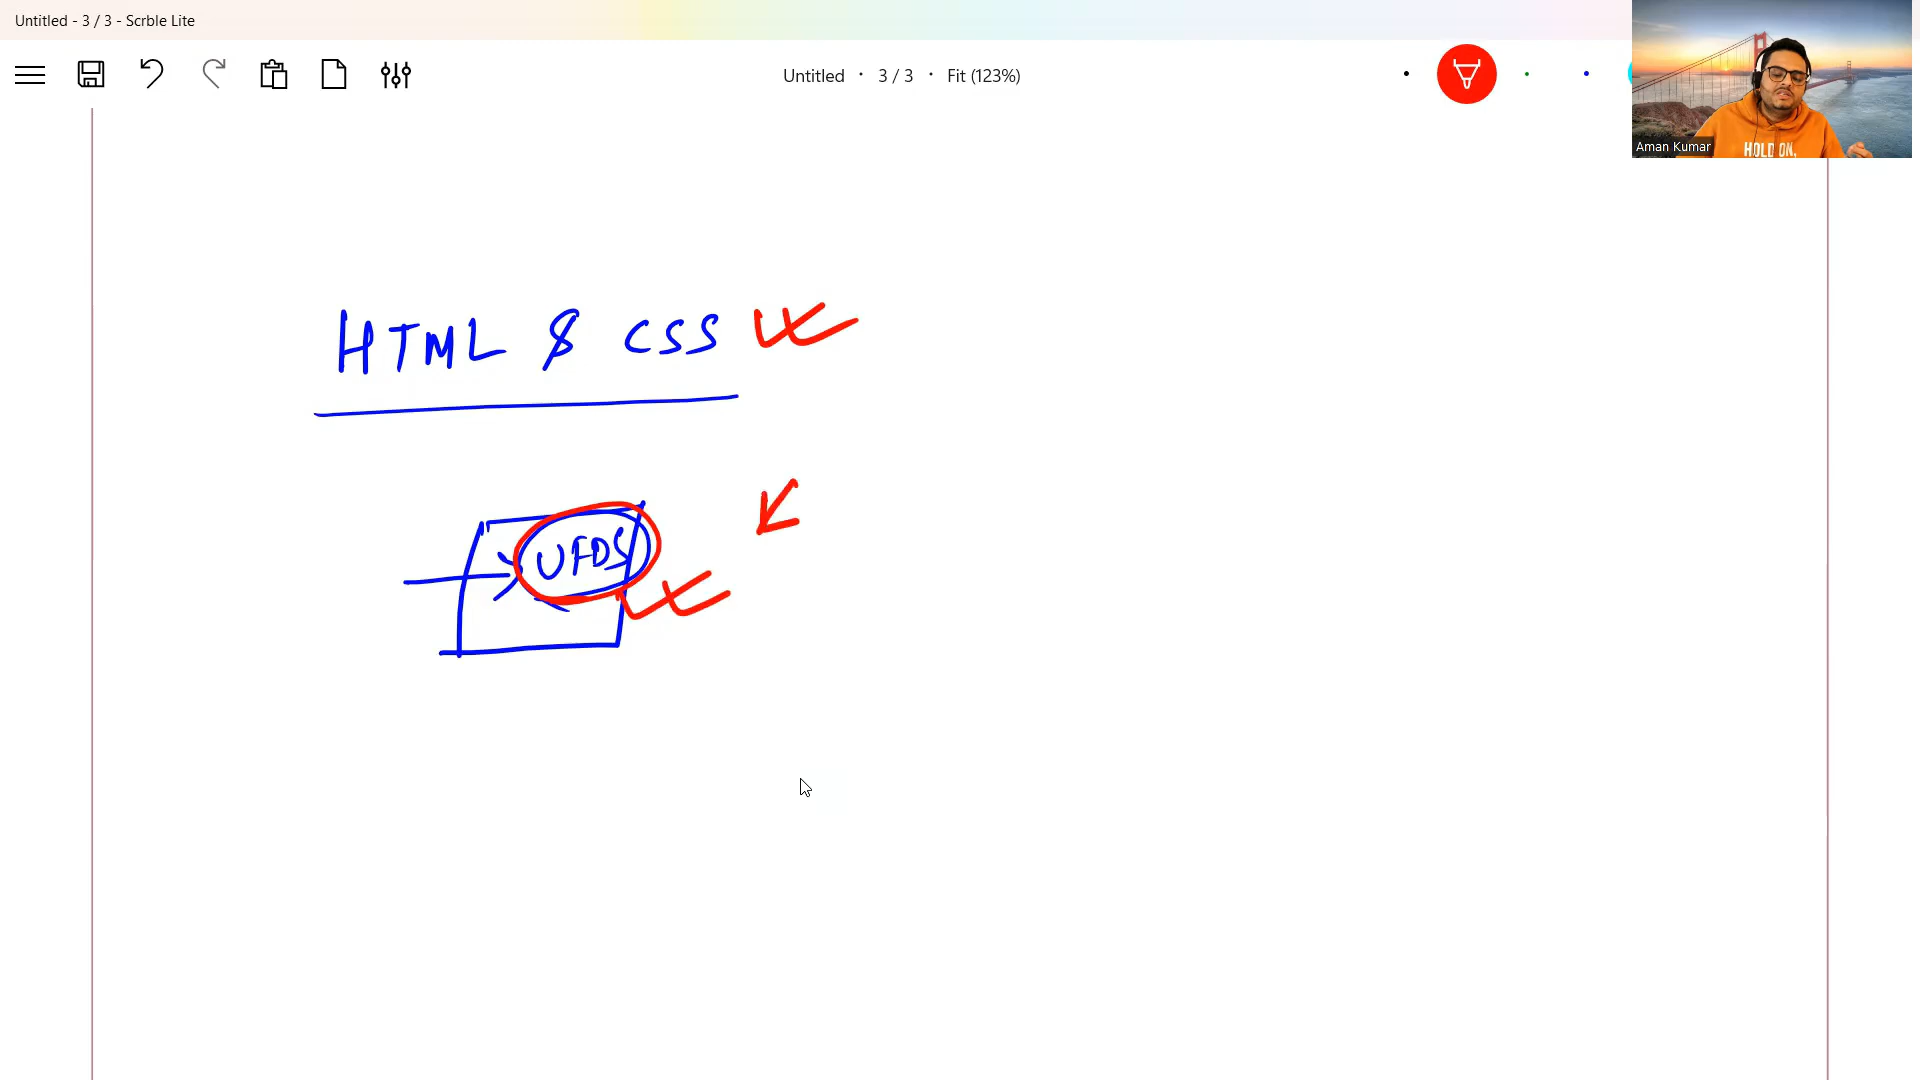 Untitled - 3 / 3 - Scrble Lite
Untitled · 3 / 3 · Fit (123%)
Aman Kumar
HOLD ON,
HTML & CSS
UFDS